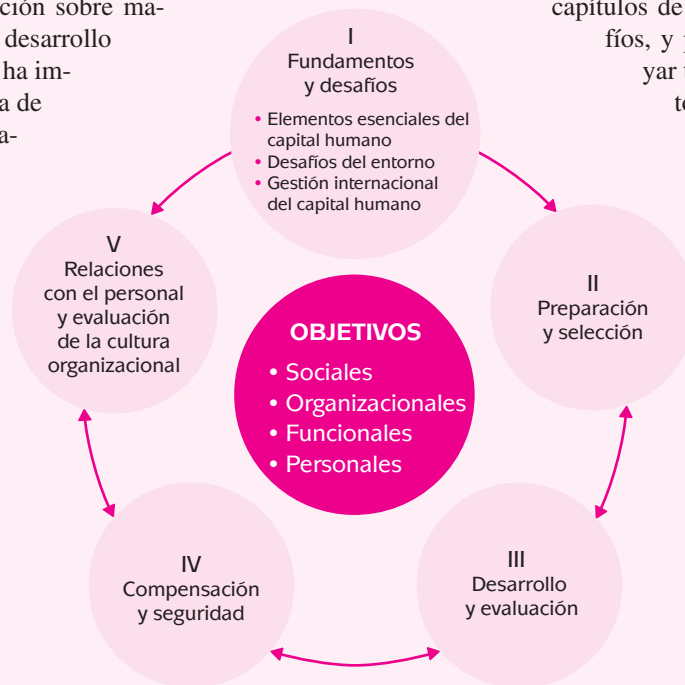 ción sobre ma-
desarrollo
ha im-
a de
a-
capítulos de
fíos, y
yar
I
Fundamentos
y desafíos
• Elementos esenciales del
capital humano
• Desafíos del entorno
• Gestión internacional
del capital humano
V
Relaciones
con el personal
y evaluación
de la cultura
organizacional
II
Preparación
y selección
OBJETIVOS
• Sociales
• Organizacionales
• Funcionales
• Personales
IV
Compensación
y seguridad
III
Desarrollo
y evaluación